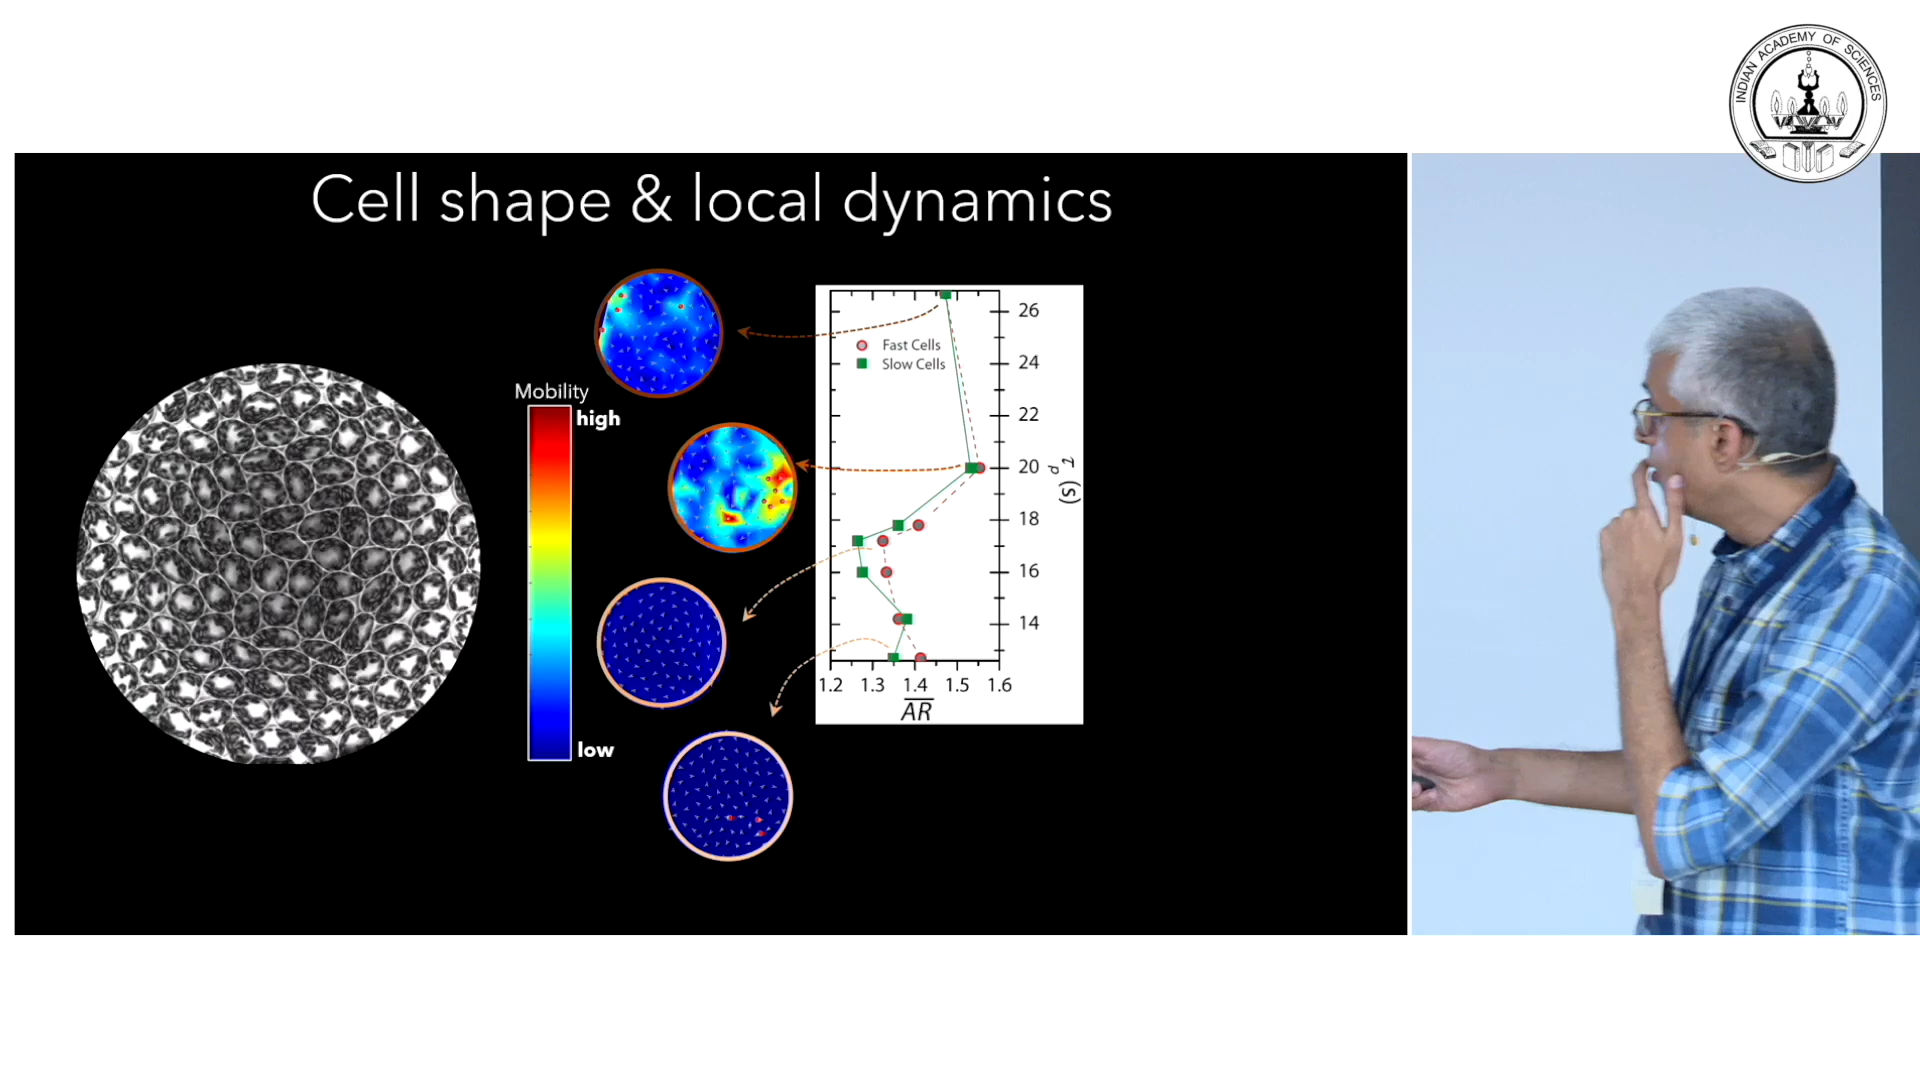 INDIAN ACADEMY OF SCIENCES
Cell shape & local dynamics
Mobility
high
low
Fast Cells
Slow Cells
26
24
22
20
18
16
14
τp (s)
1.2 1.3 1.4 1.5 1.6
AR